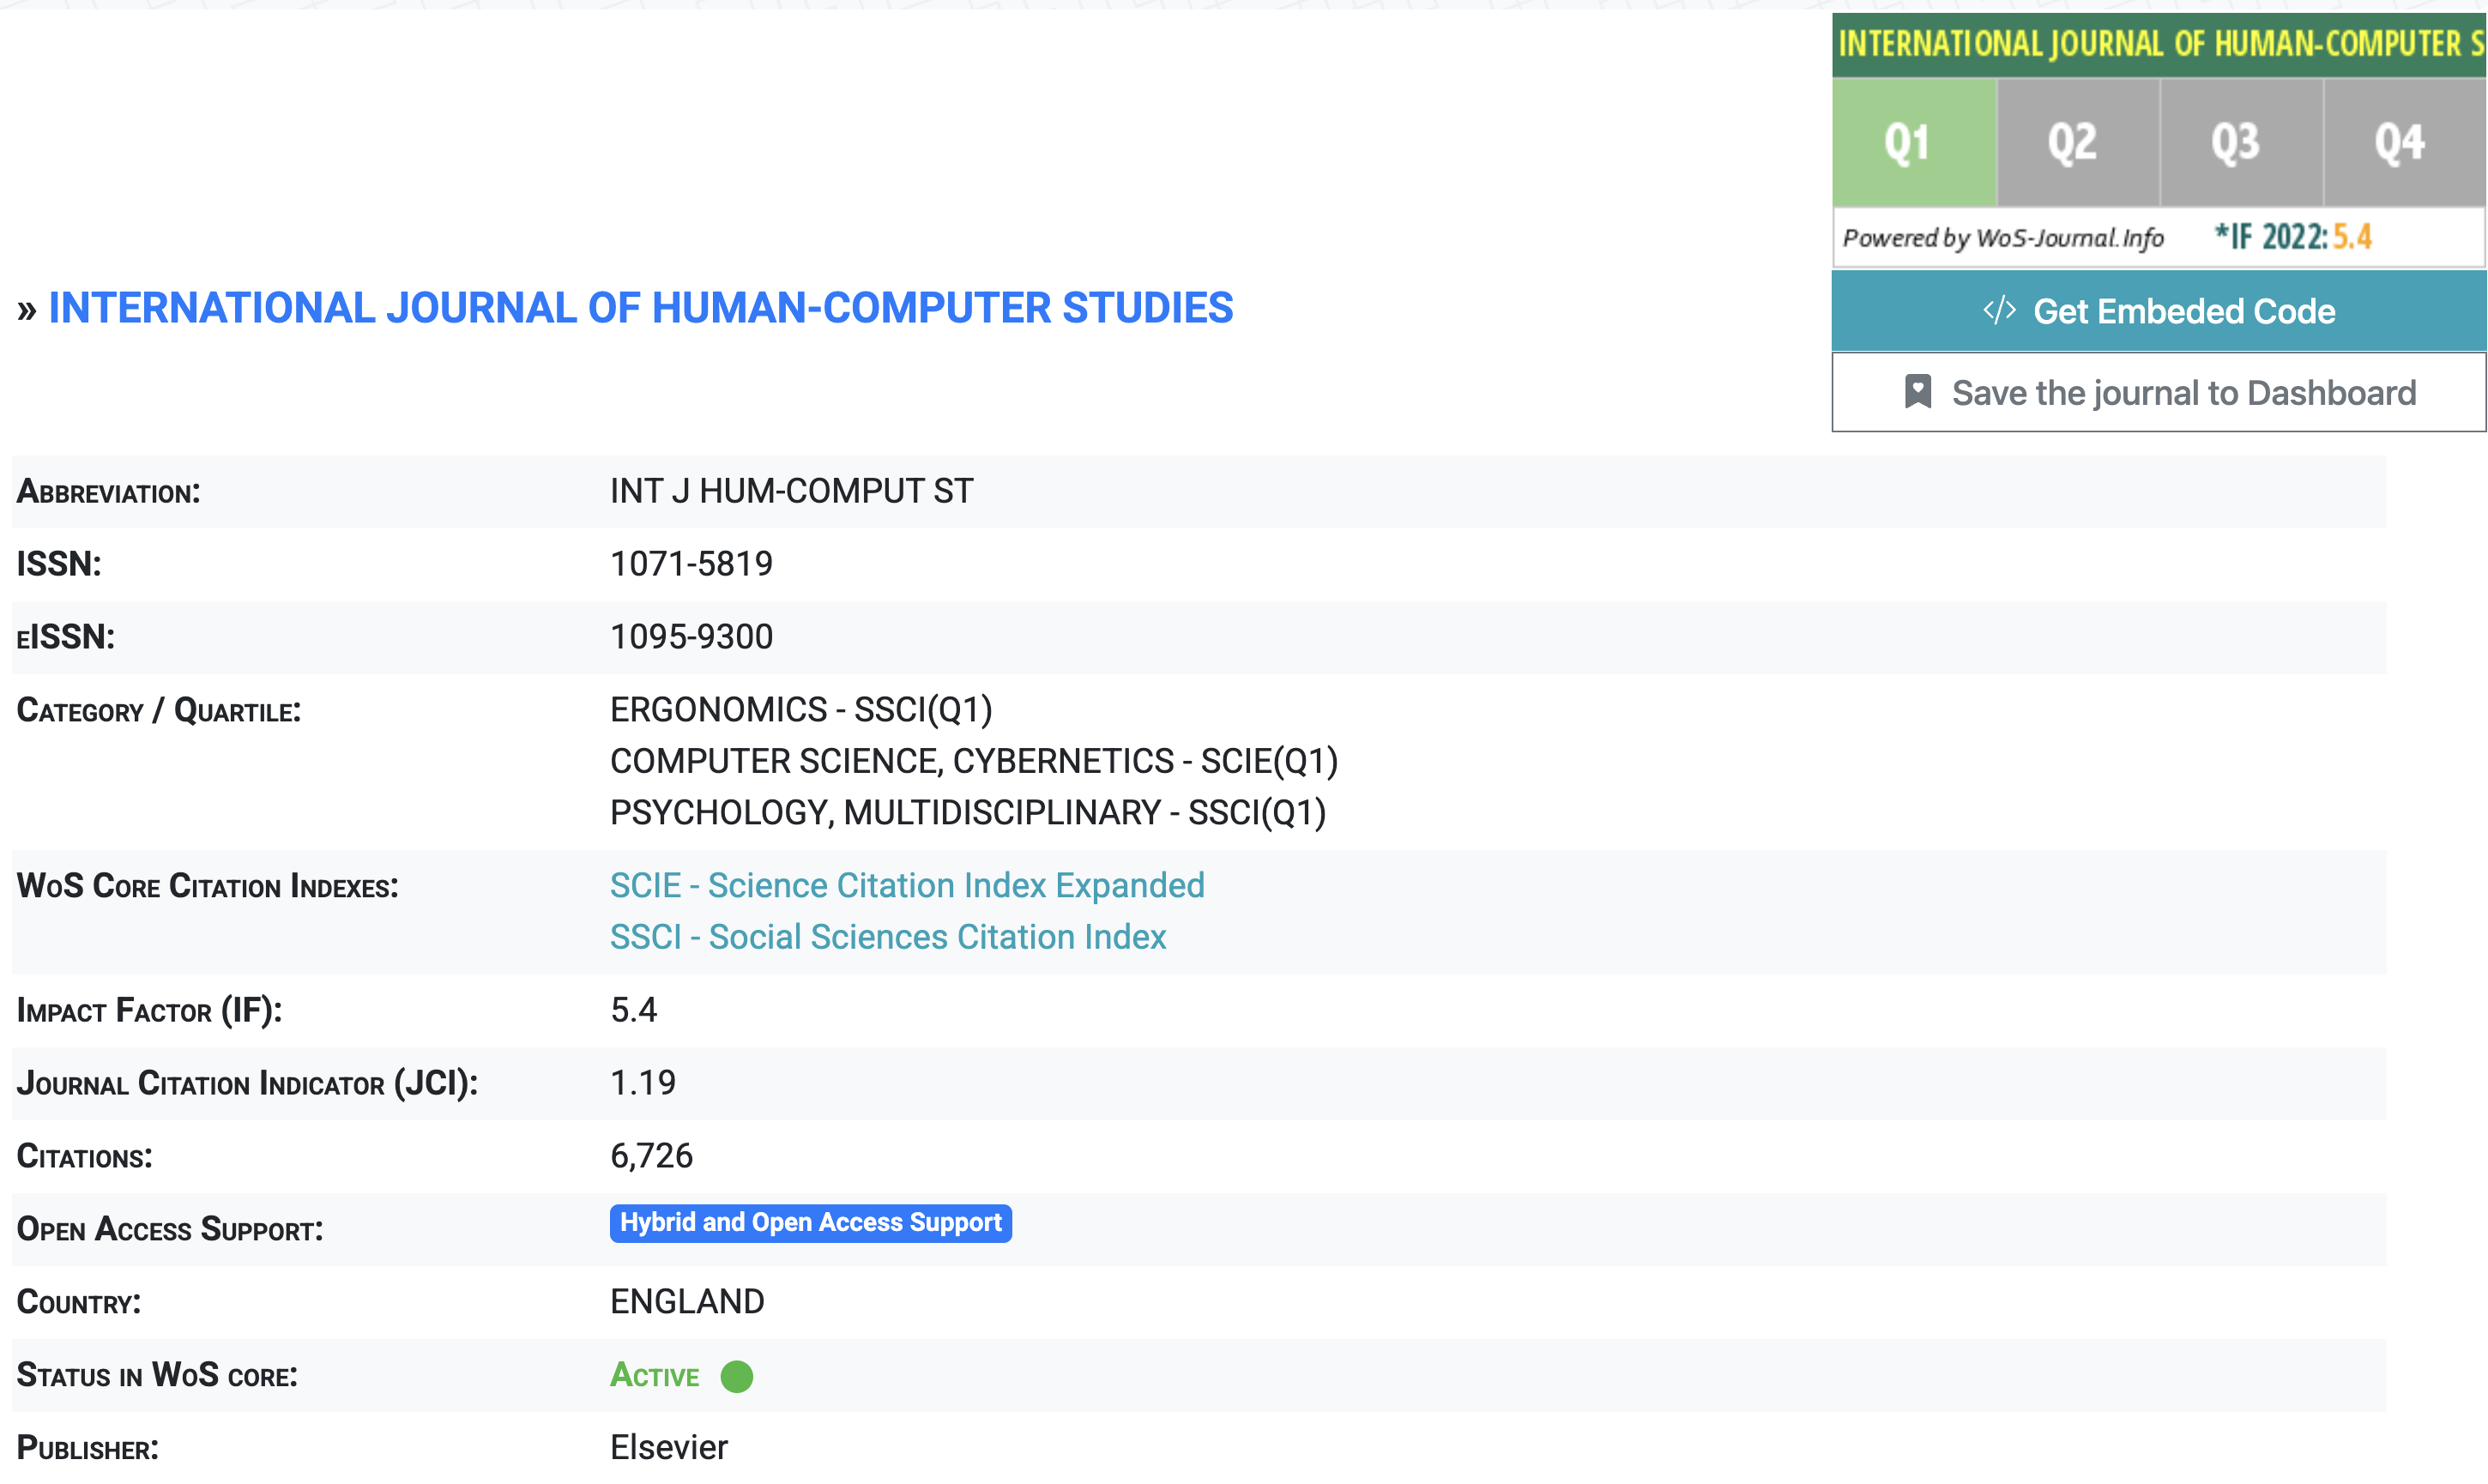 INTERNATIONAL JOURNAL OF HUMAN-COMPUTER S
Q1 Q2 Q3 Q4
Powered by WoS-Journal.Info *IF 2022: 5.4
» INTERNATIONAL JOURNAL OF HUMAN-COMPUTER STUDIES
</> Get Embeded Code
Save the journal to Dashboard
Abbreviation: INT J HUM-COMPUT ST
ISSN: 1071-5819
eISSN: 1095-9300
Category / Quartile: ERGONOMICS - SSCI(Q1)
COMPUTER SCIENCE, CYBERNETICS - SCIE(Q1)
PSYCHOLOGY, MULTIDISCIPLINARY - SSCI(Q1)
WoS Core Citation Indexes: SCIE - Science Citation Index Expanded
SSCI - Social Sciences Citation Index
Impact Factor (IF): 5.4
Journal Citation Indicator (JCI): 1.19
Citations: 6,726
Open Access Support: Hybrid and Open Access Support
Country: ENGLAND
Status in WoS core: Active
Publisher: Elsevier